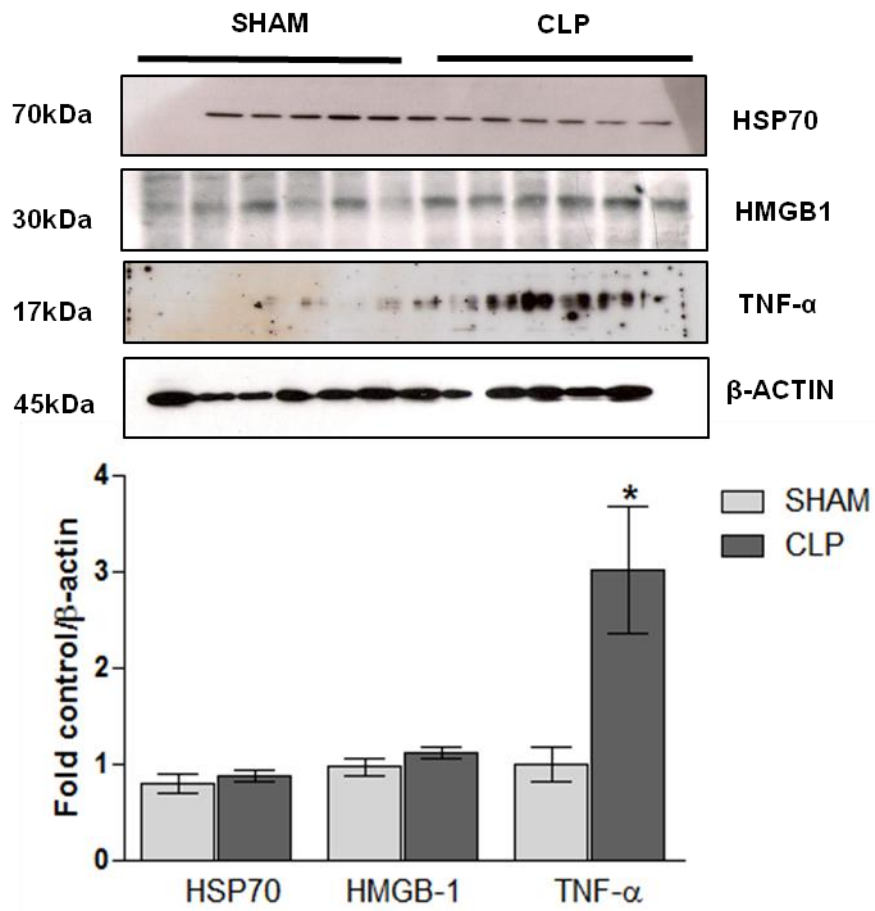 SHAM CLP
70kDa HSP70
30kDa HMGB1
17kDa TNF-α
45kDa β-ACTIN
Fold control/β-actin
4
3
2
1
0
*
SHAM
CLP
HSP70 HMGB-1 TNF-α